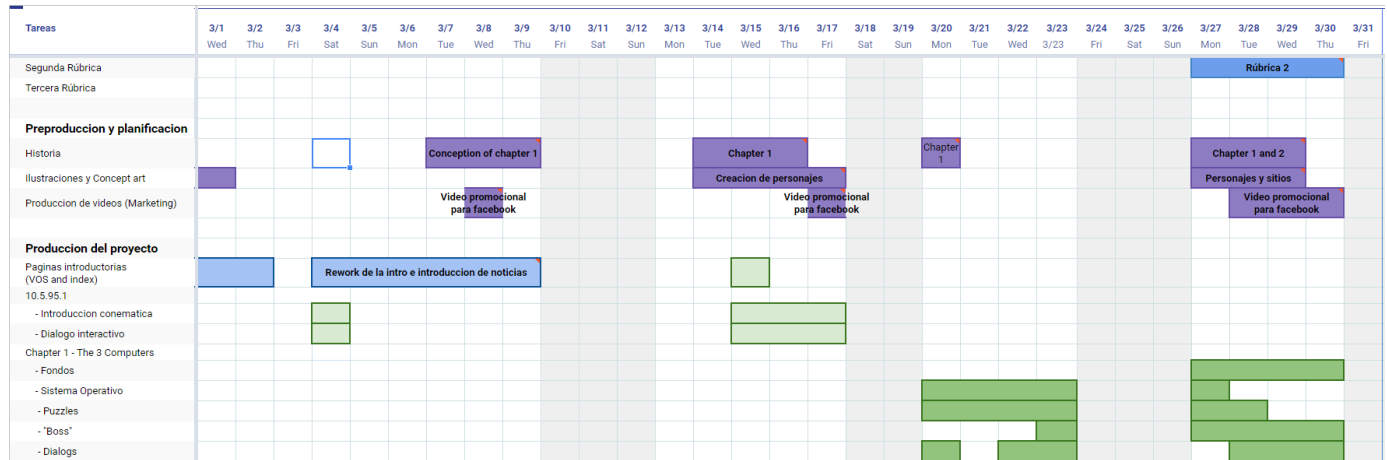 Tareas 3/1 3/2 3/3 3/4 3/5 3/6 3/7 3/8 3/9 3/10 3/11 3/12 3/13 3/14 3/15 3/16 3/17 3/18 3/19 3/20 3/21 3/22 3/23 3/24 3/25 3/26 3/27 3/28 3/29 3/30 3/31
Wed Thu Fri Sat Sun Mon Tue Wed Thu Fri Sat Sun Mon Tue Wed Thu Fri Sat Sun Mon Tue Wed 3/23 Fri Sat Sun Mon Tue Wed Thu Fri
Segunda Rúbrica Rúbrica 2
Tercera Rúbrica
Preproduccion y planificacion
Historia Conception of chapter 1 Chapter 1 Chapter 1 Chapter 1 and 2
Ilustraciones y Concept art Creacion de personajes Personajes y sitios
Produccion de videos (Marketing) Video promocional para facebook Video promocional para facebook Video promocional para facebook
Produccion del proyecto
Paginas introductorias
(VOS and index) Rework de la intro e introduccion de noticias
10.5.95.1
- Introduccion conematica
- Dialogo interactivo
Chapter 1 - The 3 Computers
- Fondos
- Sistema Operativo
- Puzzles
- "Boss"
- Dialogs